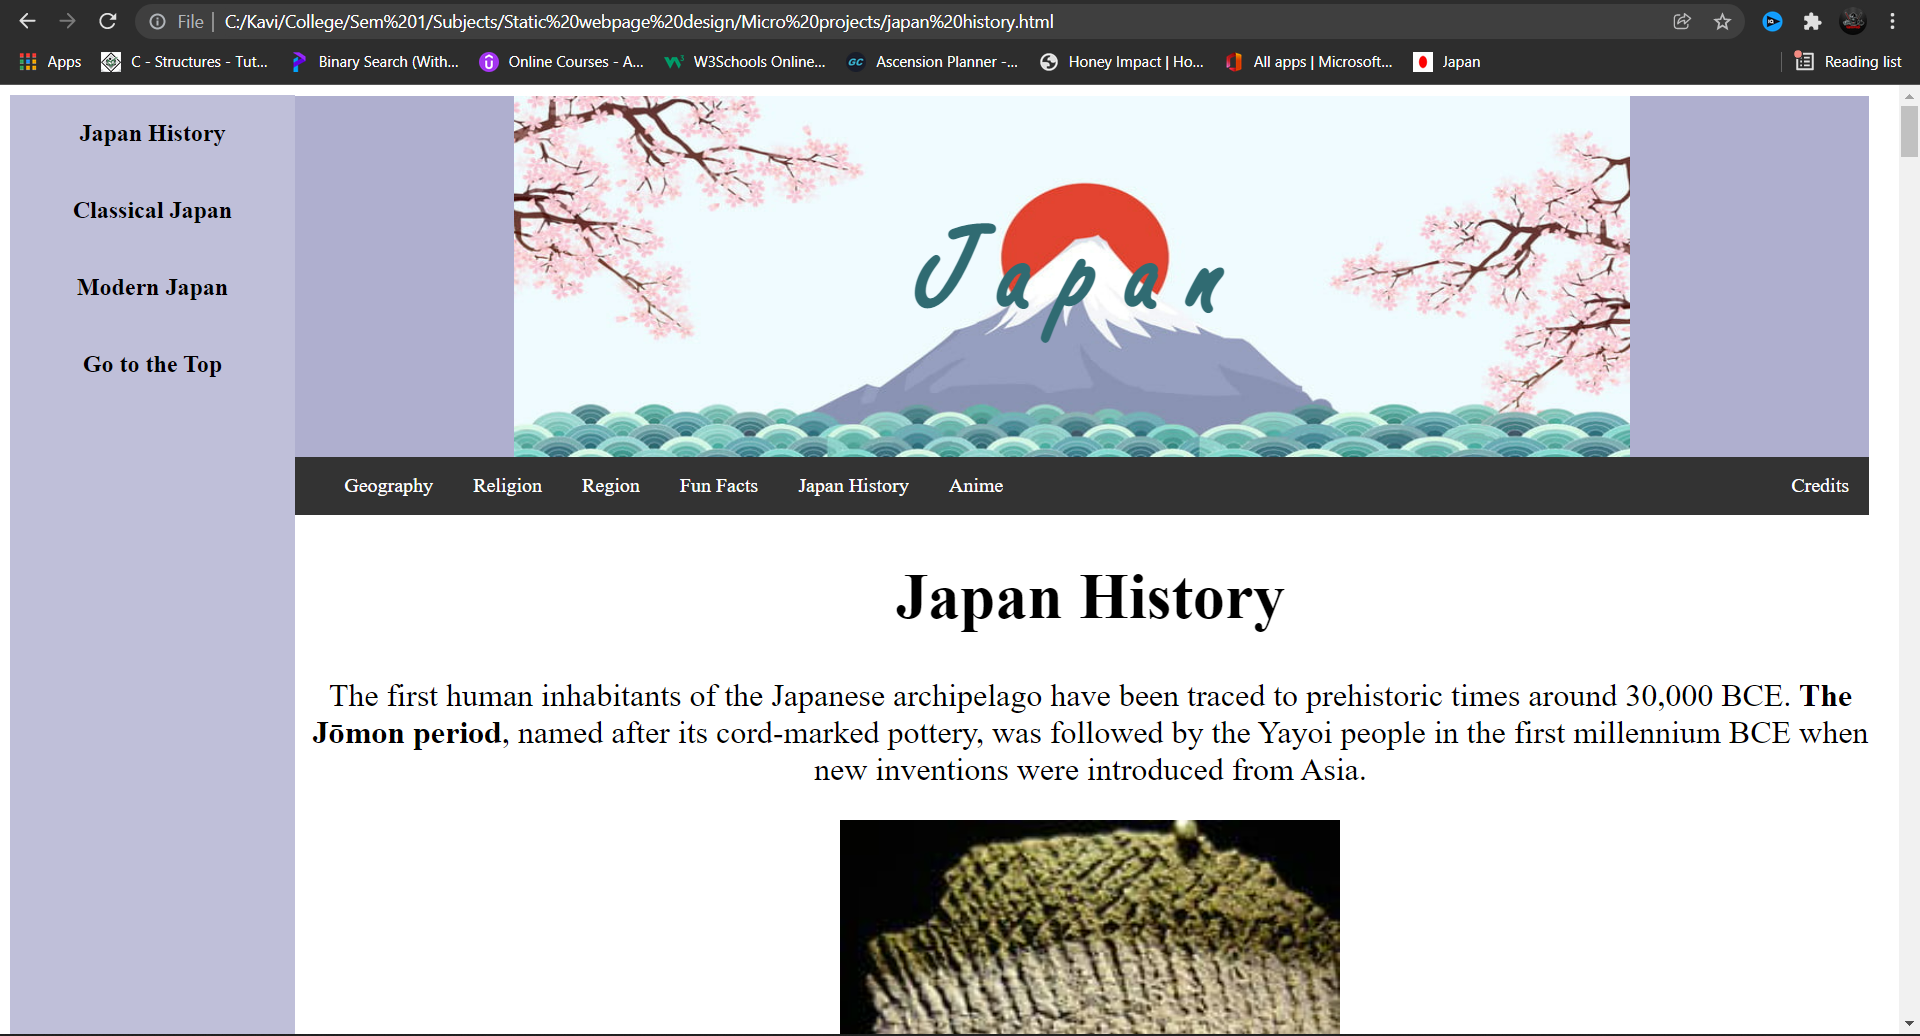 File | C:/Kavi/College/Sem%201/Subjects/Static%20webpage%20design/Micro%20projects/japan%20history.html
Apps C - Structures - Tut... Binary Search (With... Online Courses - A... W3Schools Online... GC Ascension Planner -... Honey Impact | Ho... All apps | Microsoft... Japan Reading list
Japan History
Classical Japan
Modern Japan
Go to the Top
Japan
Geography Religion Region Fun Facts Japan History Anime Credits
Japan History
The first human inhabitants of the Japanese archipelago have been traced to prehistoric times around 30,000 BCE. The
Jōmon period, named after its cord-marked pottery, was followed by the Yayoi people in the first millennium BCE when
new inventions were introduced from Asia.